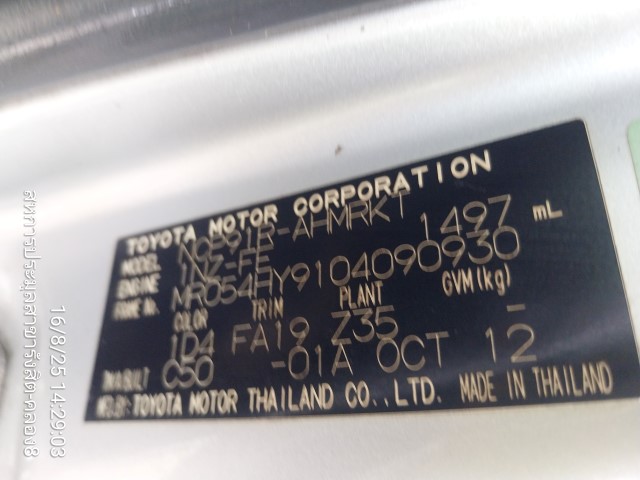 TOYOTA MOTOR CORPORATION
MODEL NCP91R-AHMRKT
ENGINE 1NZ-FE 1497 mL
FRAME No. MR054HY9104090930
COLOR TRIM PLANT GVM(kg)
1D4 FA19 Z35 -
TM/A BUILT C50 -01A OCT 12
MFD.BY: TOYOTA MOTOR THAILAND CO.,LTD. MADE IN THAILAND
16/8/25 14:29:03